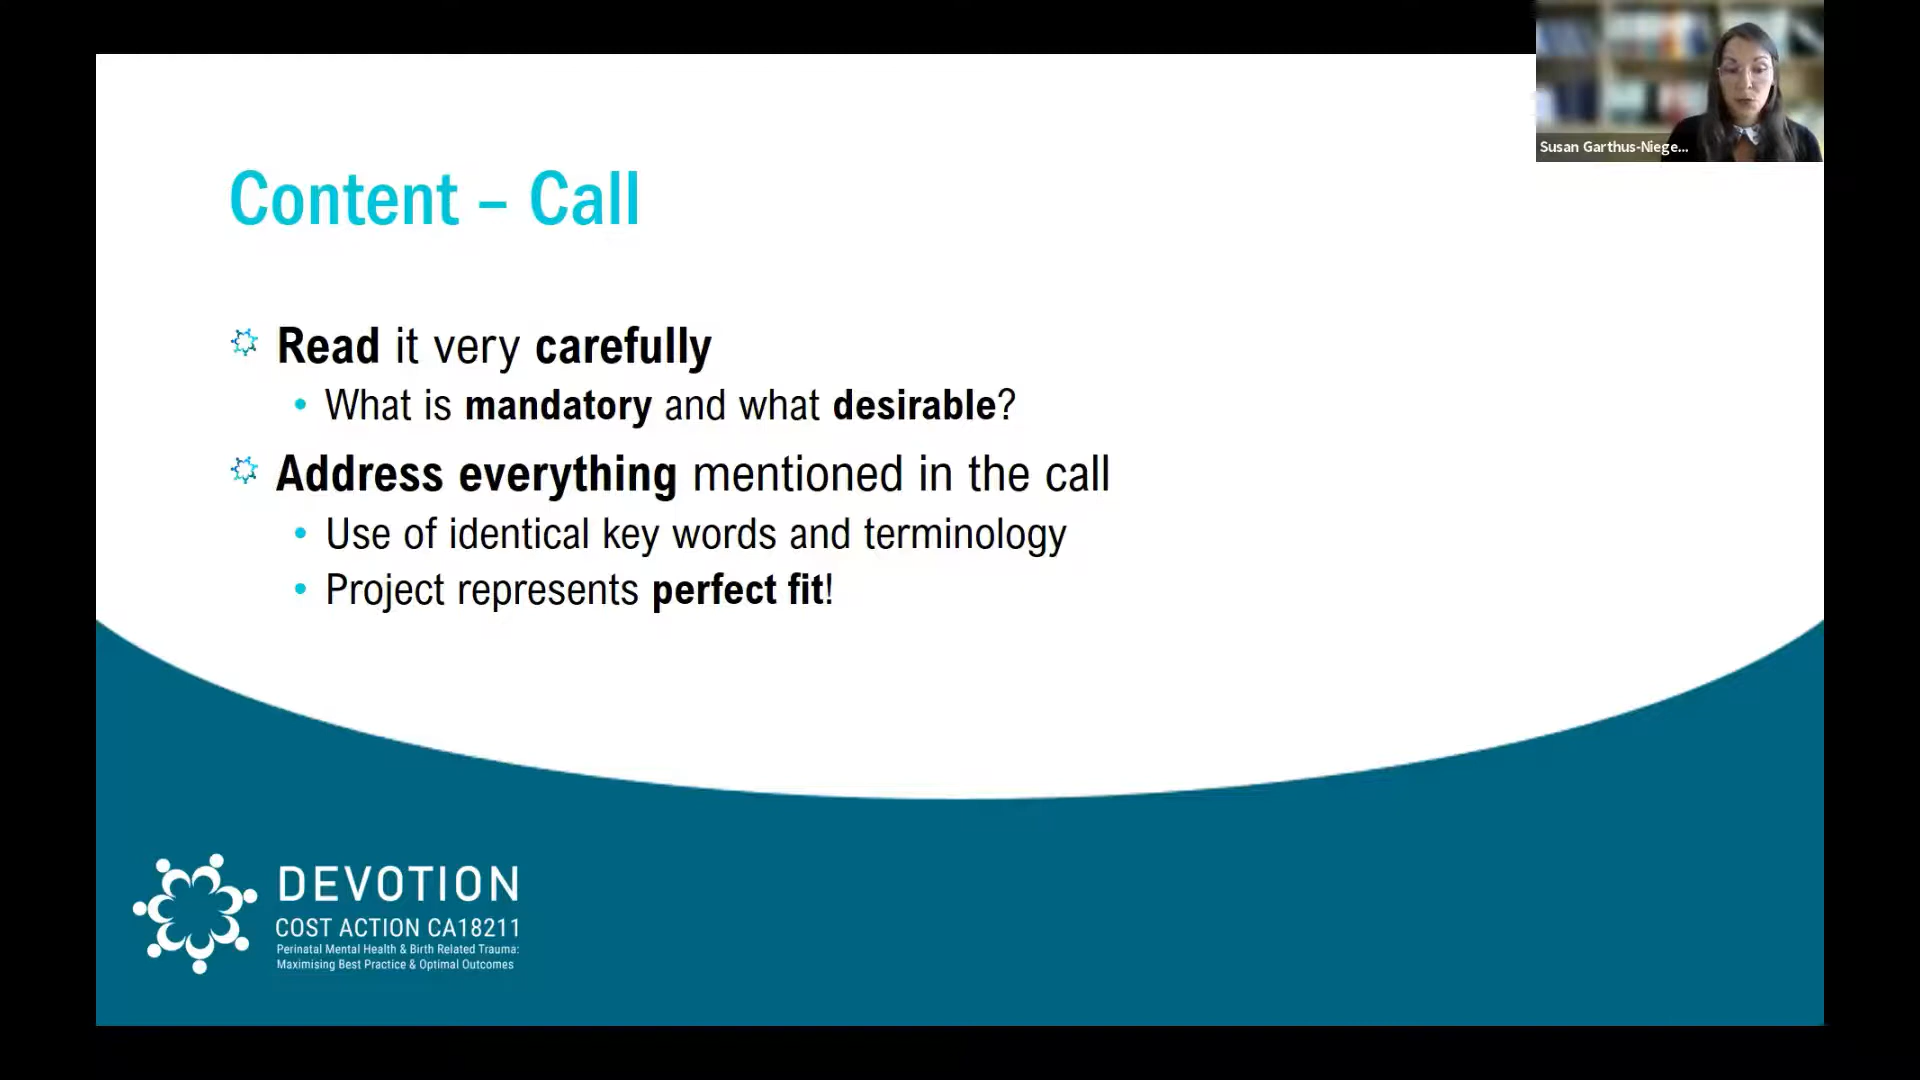 Susan Garthus-Niege...
Content – Call
Read it very carefully
• What is mandatory and what desirable?
Address everything mentioned in the call
• Use of identical key words and terminology
• Project represents perfect fit!
DEVOTION
COST ACTION CA18211
Perinatal Mental Health & Birth Related Trauma:
Maximising Best Practice & Optimal Outcomes